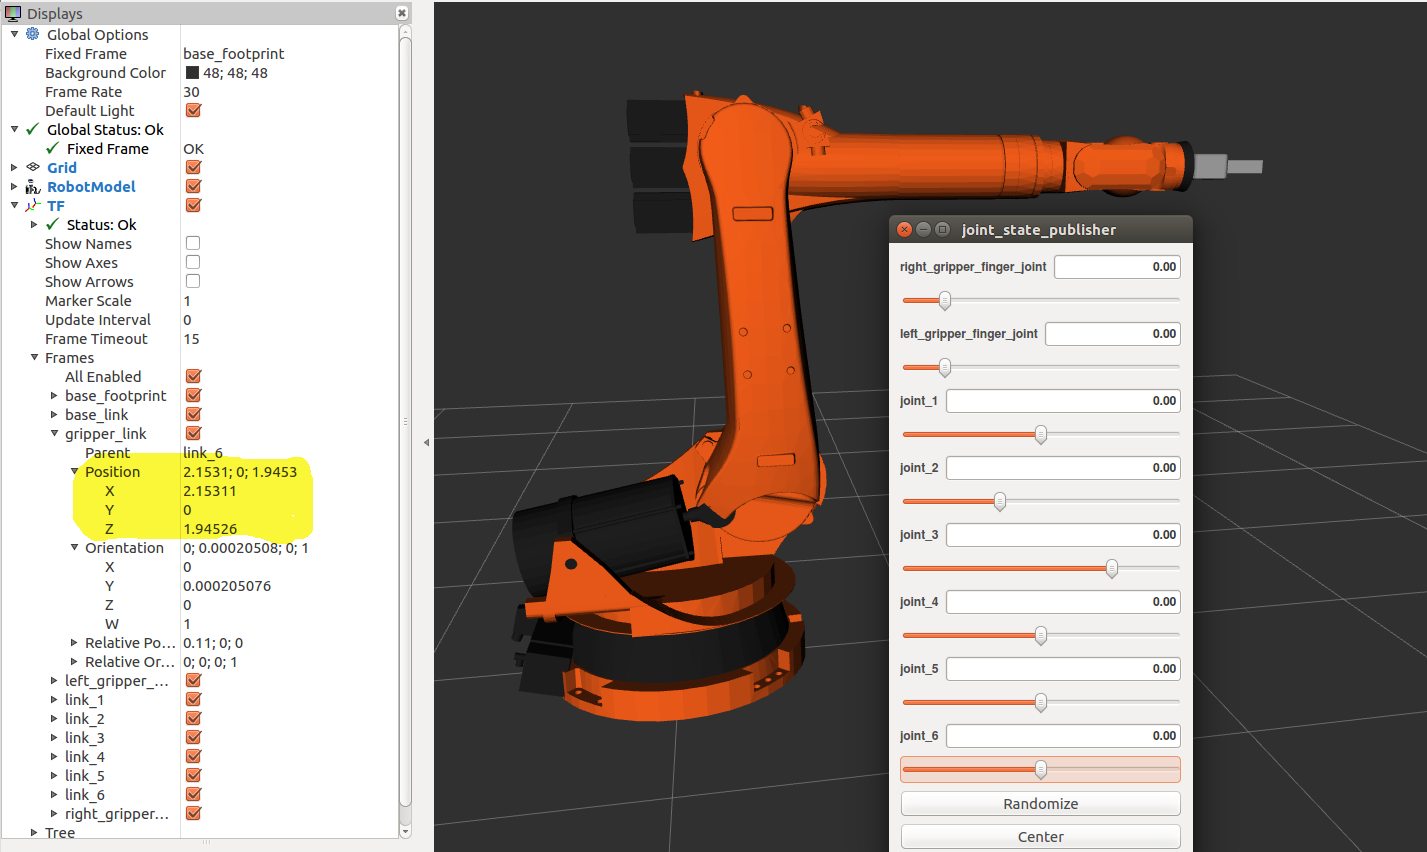 Displays
Global Options
Fixed Frame base_footprint
Background Color 48; 48; 48
Frame Rate 30
Default Light
Global Status: Ok
Fixed Frame OK
Grid
RobotModel
TF
Status: Ok
Show Names
Show Axes
Show Arrows
Marker Scale 1
Update Interval 0
Frame Timeout 15
Frames
All Enabled
base_footprint
base_link
gripper_link
Parent link_6
Position 2.1531; 0; 1.9453
X 2.15311
Y 0
Z 1.94526
Orientation 0; 0.00020508; 0; 1
X 0
Y 0.000205076
Z 0
W 1
Relative Po... 0.11; 0; 0
Relative Or... 0; 0; 0; 1
left_gripper_...
link_1
link_2
link_3
link_4
link_5
link_6
right_gripper...
Tree
joint_state_publisher
right_gripper_finger_joint 0.00
left_gripper_finger_joint 0.00
joint_1 0.00
joint_2 0.00
joint_3 0.00
joint_4 0.00
joint_5 0.00
joint_6 0.00
Randomize
Center